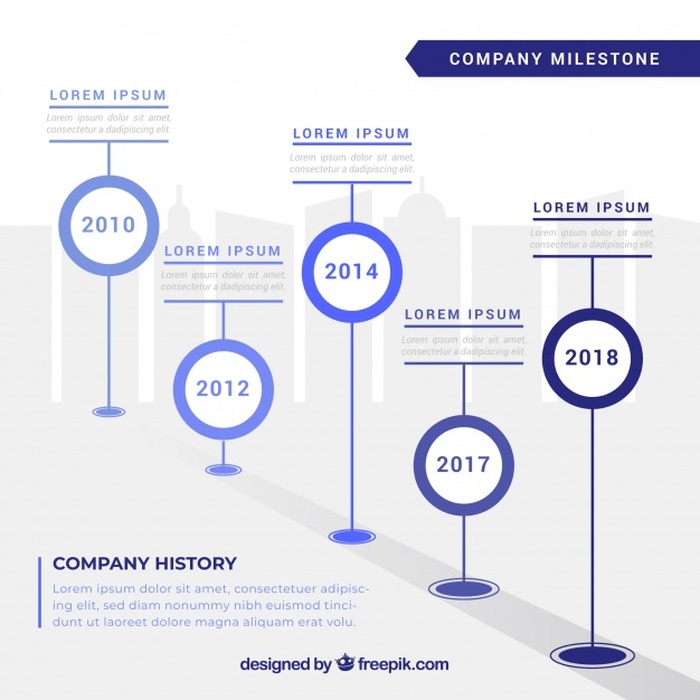 COMPANY MILESTONE
LOREM IPSUM
Lorem ipsum dolor sit amet,
consectetur a dadipiscing elit.
2010
LOREM IPSUM
Lorem ipsum dolor sit amet,
consectetur a dadipiscing elit.
2012
LOREM IPSUM
Lorem ipsum dolor sit amet,
consectetur a dadipiscing elit.
2014
LOREM IPSUM
Lorem ipsum dolor sit amet,
consectetur a dadipiscing elit.
2017
LOREM IPSUM
Lorem ipsum dolor sit amet,
consectetur a dadipiscing elit.
2018
COMPANY HISTORY
Lorem ipsum dolor sit amet, consectetuer adipisc-
ing elit, sed diam nonummy nibh euismod tinci-
dunt ut laoreet dolore magna aliquam erat volu.
designed by freepik.com